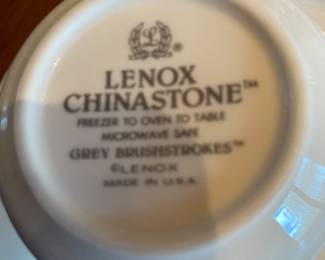 L ®
LENOX
CHINASTONE™
FREEZER TO OVEN TO TABLE
MICROWAVE SAFE
GREY BRUSHSTROKES™
©LENOX
MADE IN U.S.A.